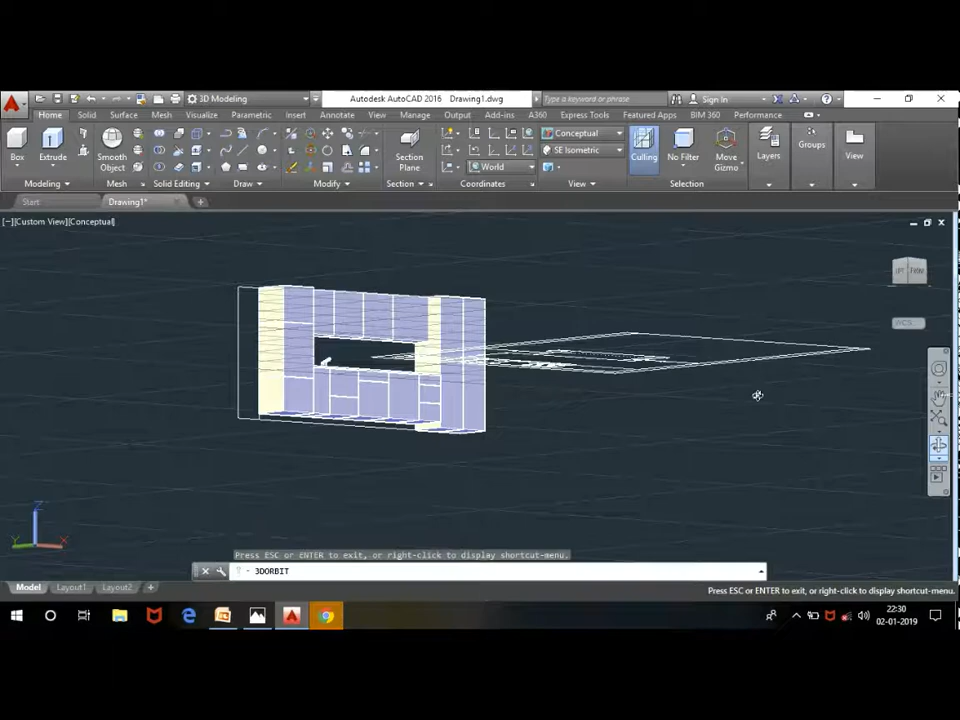 3D Modeling
Autodesk AutoCAD 2016 Drawing1.dwg
Type a keyword or phrase
Sign In
Home Solid Surface Mesh Visualize Parametric Insert Annotate View Manage Output Add-ins A360 Express Tools Featured Apps BIM 360 Performance
Conceptual
SE Isometric
World
Box
Extrude
Smooth
Object
Section
Plane
Culling
No Filter
Move
Gizmo
Layers
Groups
View
Modeling Mesh Solid Editing Draw Modify Section Coordinates View Selection
Start Drawing1*
[−][Custom View][Conceptual]
WCS
Z
X
Press ESC or ENTER to exit, or right-click to display shortcut-menu.
3DORBIT
Model Layout1 Layout2
Press ESC or ENTER to exit, or right-click to display shortcut-menu.
22:30
02-01-2019